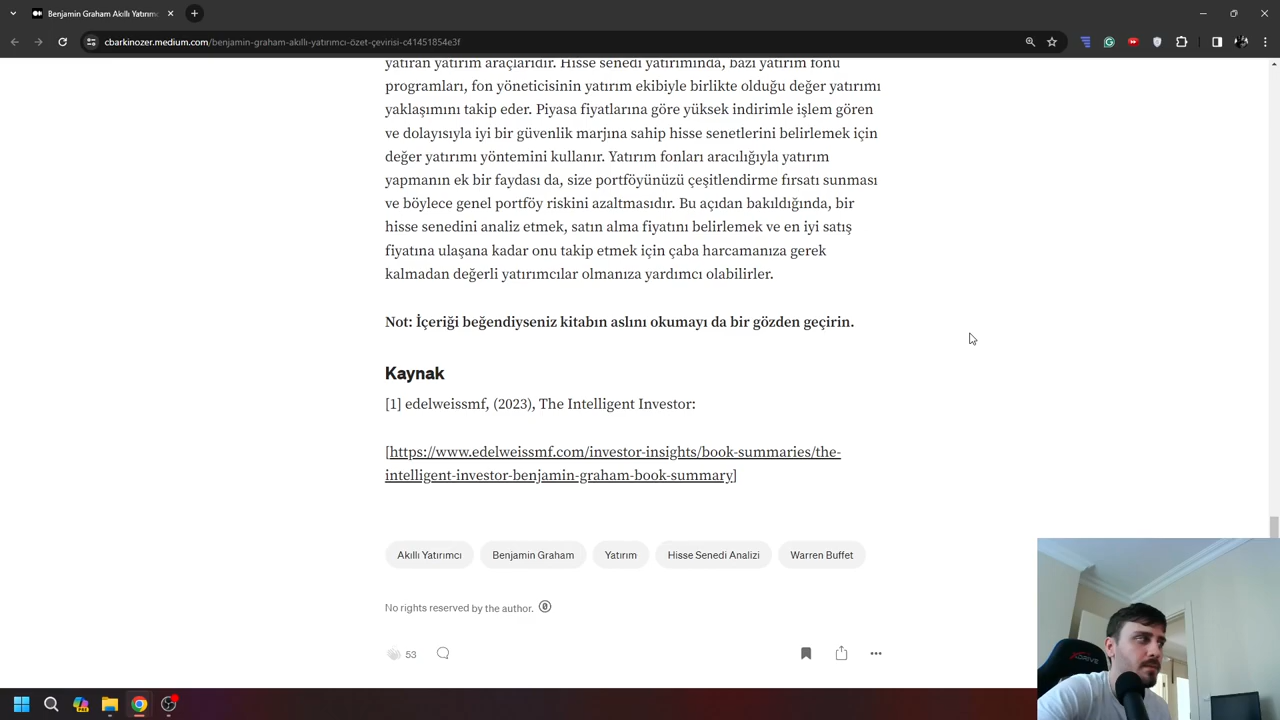 Benjamin Graham Akıllı Yatırımc
cbarkinozer.medium.com/benjamin-graham-akıllı-yatırımcı-özet-çevirisi-c41451854e3f
yatıran yatırım araçlarıdır. Hisse senedi yatırımında, bazı yatırım fonu
programları, fon yöneticisinin yatırım ekibiyle birlikte olduğu değer yatırımı
yaklaşımını takip eder. Piyasa fiyatlarına göre yüksek indirimle işlem gören
ve dolayısıyla iyi bir güvenlik marjına sahip hisse senetlerini belirlemek için
değer yatırımı yöntemini kullanır. Yatırım fonları aracılığıyla yatırım
yapmanın ek bir faydası da, size portföyünüzü çeşitlendirme fırsatı sunması
ve böylece genel portföy riskini azaltmasıdır. Bu açıdan bakıldığında, bir
hisse senedini analiz etmek, satın alma fiyatını belirlemek ve en iyi satış
fiyatına ulaşana kadar onu takip etmek için çaba harcamanıza gerek
kalmadan değerli yatırımcılar olmanıza yardımcı olabilirler.
Not: İçeriği beğendiyseniz kitabın aslını okumayı da bir gözden geçirin.
Kaynak
[1] edelweissmf, (2023), The Intelligent Investor:
[https://www.edelweissmf.com/investor-insights/book-summaries/the-
intelligent-investor-benjamin-graham-book-summary]
Akıllı Yatırımcı Benjamin Graham Yatırım Hisse Senedi Analizi Warren Buffet
No rights reserved by the author.
53